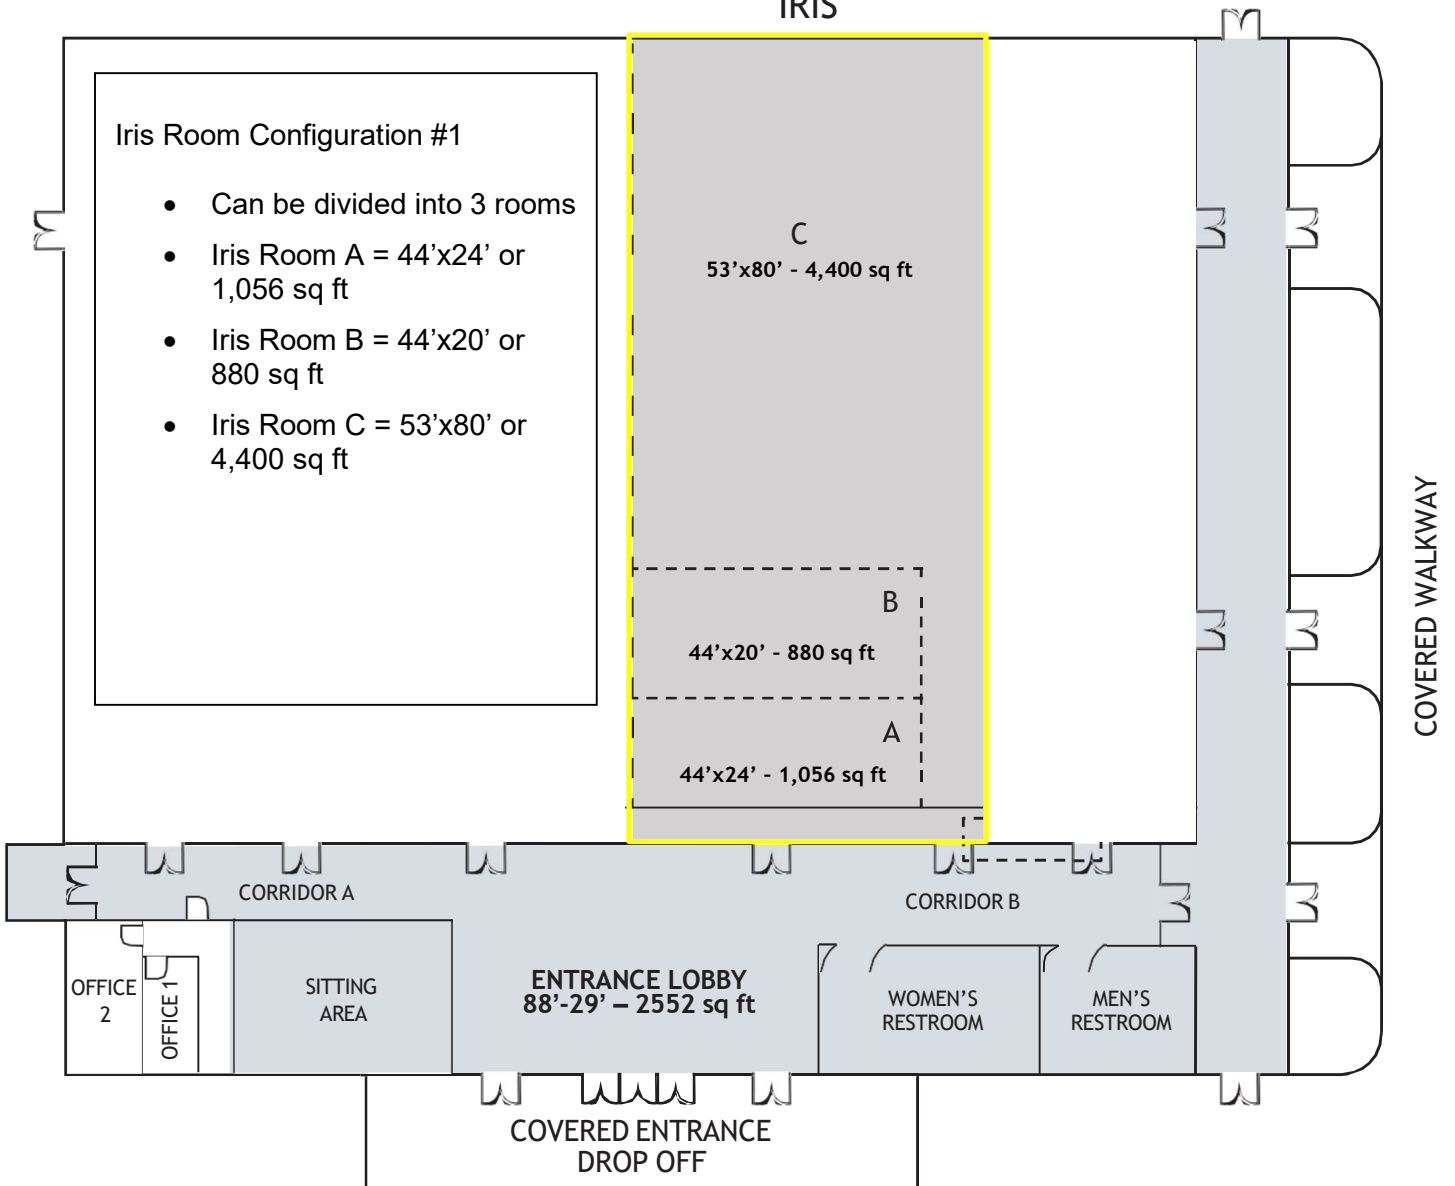 IRIS
Iris Room Configuration #1
• Can be divided into 3 rooms
• Iris Room A = 44’x24’ or
1,056 sq ft
• Iris Room B = 44’x20’ or
880 sq ft
• Iris Room C = 53’x80’ or
4,400 sq ft
C
53’x80’ - 4,400 sq ft
B
44’x20’ - 880 sq ft
A
44’x24’ - 1,056 sq ft
COVERED WALKWAY
CORRIDOR A
CORRIDOR B
OFFICE
2
OFFICE 1
SITTING
AREA
ENTRANCE LOBBY
88’-29’ – 2552 sq ft
WOMEN’S
RESTROOM
MEN’S
RESTROOM
COVERED ENTRANCE
DROP OFF